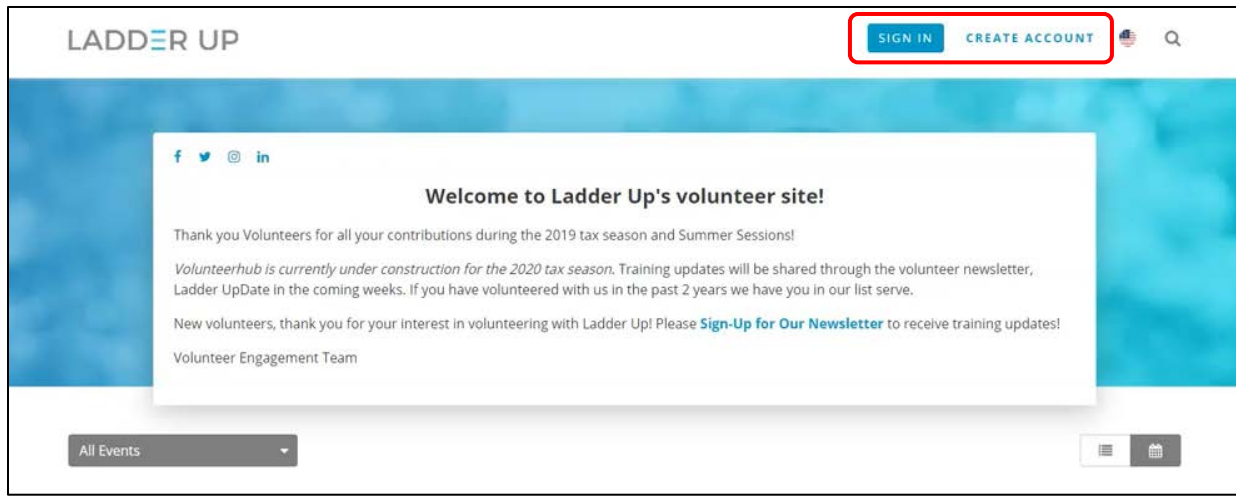 LADDER UP
SIGN IN CREATE ACCOUNT
Welcome to Ladder Up's volunteer site!
Thank you Volunteers for all your contributions during the 2019 tax season and Summer Sessions!
Volunteerhub is currently under construction for the 2020 tax season. Training updates will be shared through the volunteer newsletter,
Ladder UpDate in the coming weeks. If you have volunteered with us in the past 2 years we have you in our list serve.
New volunteers, thank you for your interest in volunteering with Ladder Up! Please Sign-Up for Our Newsletter to receive training updates!
Volunteer Engagement Team
All Events